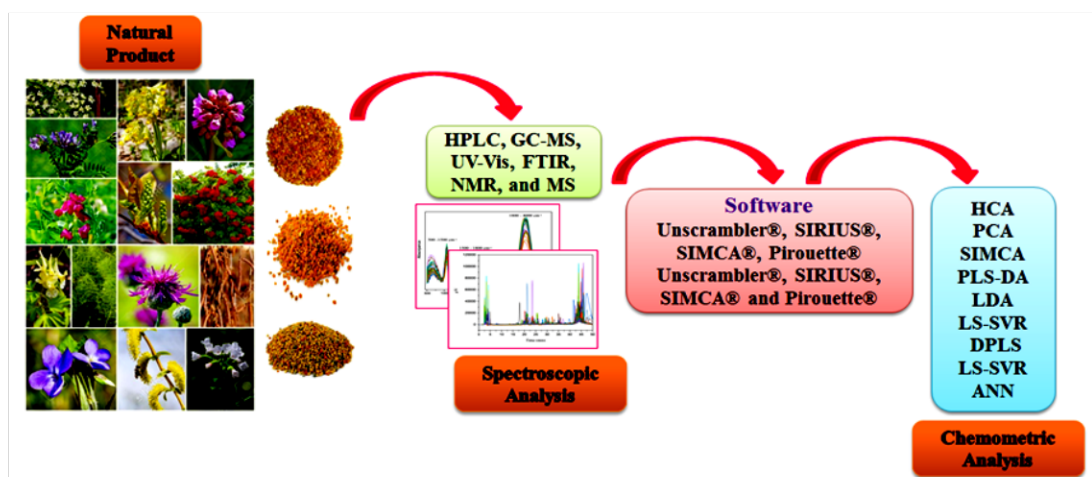 Natural
Product
HPLC, GC-MS,
UV-Vis, FTIR,
NMR, and MS
Spectroscopic
Analysis
Software
Unscrambler®, SIRIUS®,
SIMCA®, Pirouette®
Unscrambler®, SIRIUS®,
SIMCA® and Pirouette®
HCA
PCA
SIMCA
PLS-DA
LDA
LS-SVR
DPLS
LS-SVR
ANN
Chemometric
Analysis